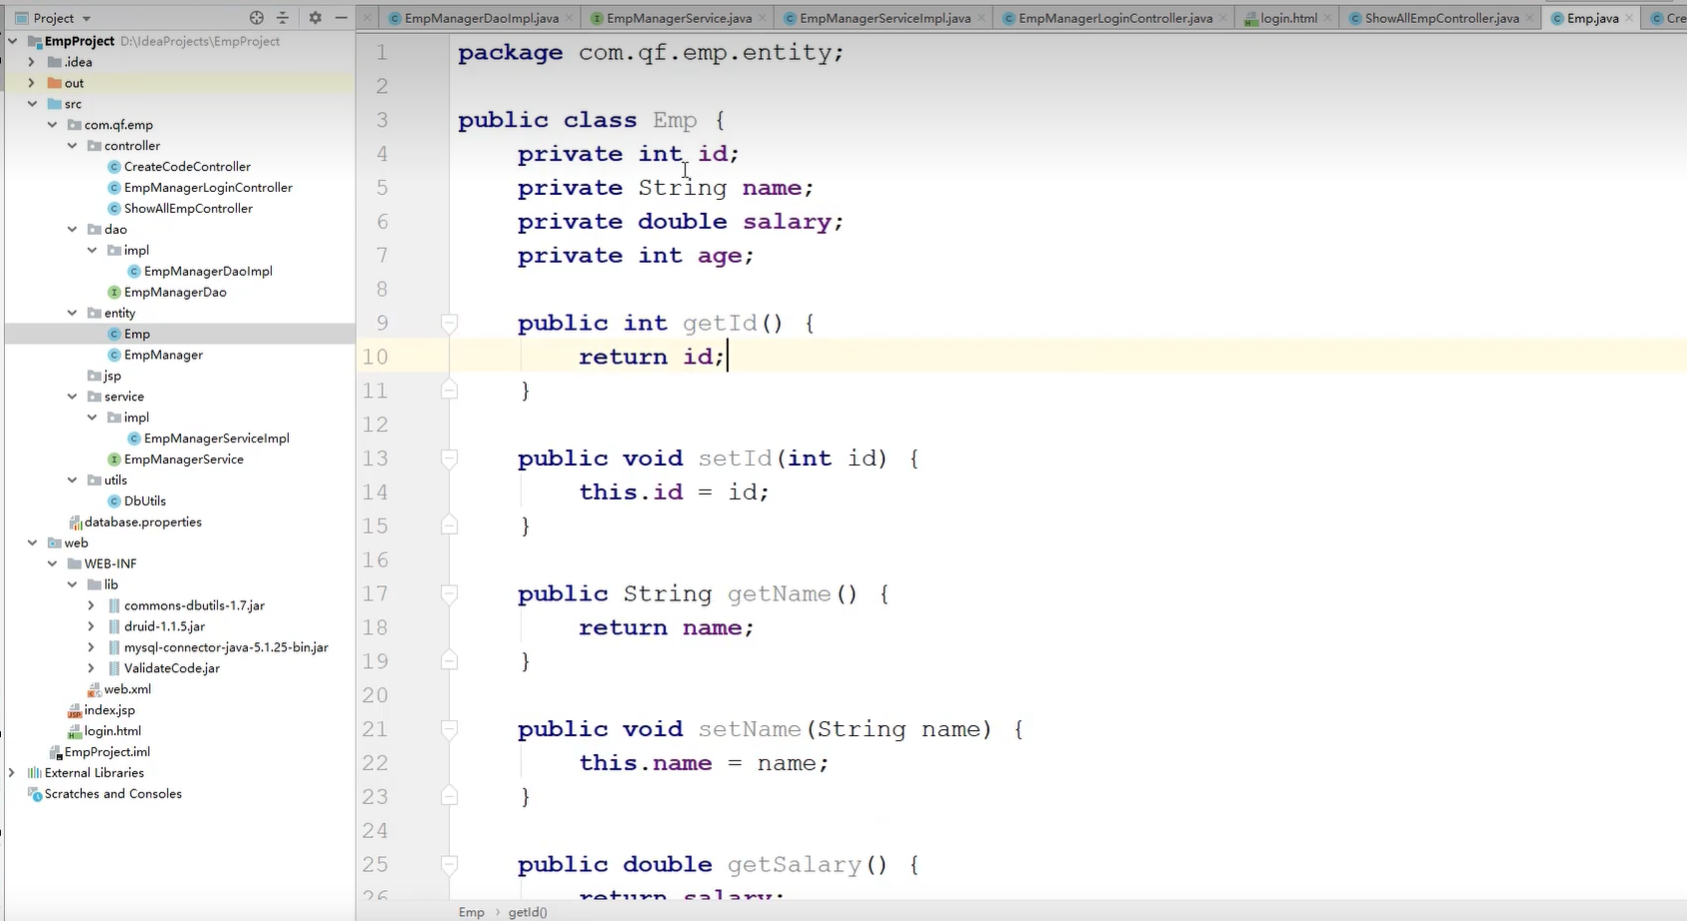 Project
EmpProject D:\IdeaProjects\EmpProject
.idea
out
src
com.qf.emp
controller
CreateCodeController
EmpManagerLoginController
ShowAllEmpController
dao
impl
EmpManagerDaoImpl
EmpManagerDao
entity
Emp
EmpManager
jsp
service
impl
EmpManagerServiceImpl
EmpManagerService
utils
DbUtils
database.properties
web
WEB-INF
lib
commons-dbutils-1.7.jar
druid-1.1.5.jar
mysql-connector-java-5.1.25-bin.jar
ValidateCode.jar
web.xml
index.jsp
login.html
EmpProject.iml
External Libraries
Scratches and Consoles
EmpManagerDaoImpl.java EmpManagerService.java EmpManagerServiceImpl.java EmpManagerLoginController.java login.html ShowAllEmpController.java Emp.java Cre
1 package com.qf.emp.entity;
2
3 public class Emp {
4 private int id;
5 private String name;
6 private double salary;
7 private int age;
8
9 public int getId() {
10 return id;
11 }
12
13 public void setId(int id) {
14 this.id = id;
15 }
16
17 public String getName() {
18 return name;
19 }
20
21 public void setName(String name) {
22 this.name = name;
23 }
24
25 public double getSalary() {
26 return salary;
Emp › getId()